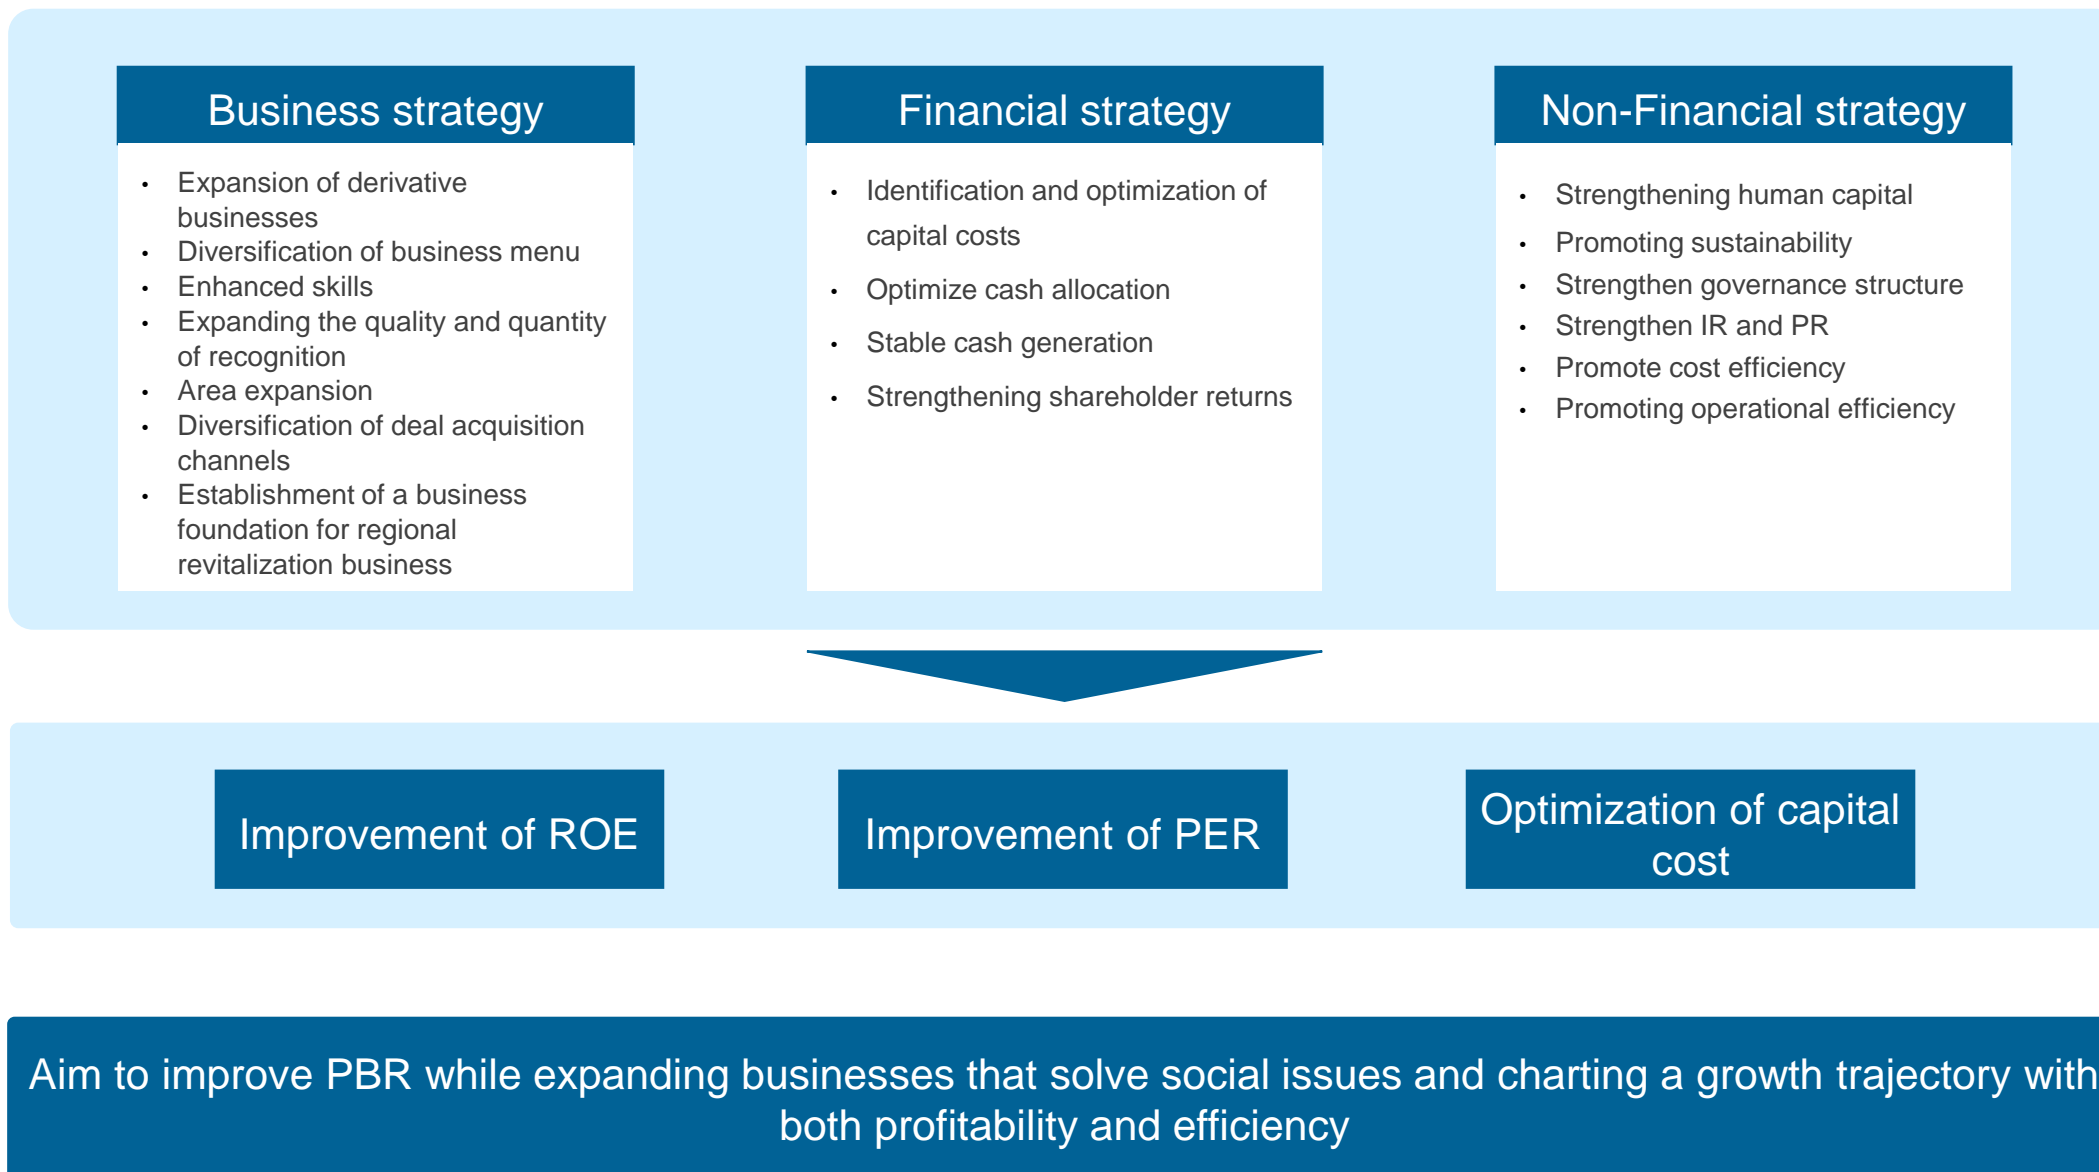 Business strategy
• Expansion of derivative
businesses
• Diversification of business menu
• Enhanced skills
• Expanding the quality and quantity
of recognition
• Area expansion
• Diversification of deal acquisition
channels
• Establishment of a business
foundation for regional
revitalization business
Financial strategy
• Identification and optimization of
capital costs
• Optimize cash allocation
• Stable cash generation
• Strengthening shareholder returns
Non-Financial strategy
• Strengthening human capital
• Promoting sustainability
• Strengthen governance structure
• Strengthen IR and PR
• Promote cost efficiency
• Promoting operational efficiency
Improvement of ROE
Improvement of PER
Optimization of capital
cost
Aim to improve PBR while expanding businesses that solve social issues and charting a growth trajectory with
both profitability and efficiency